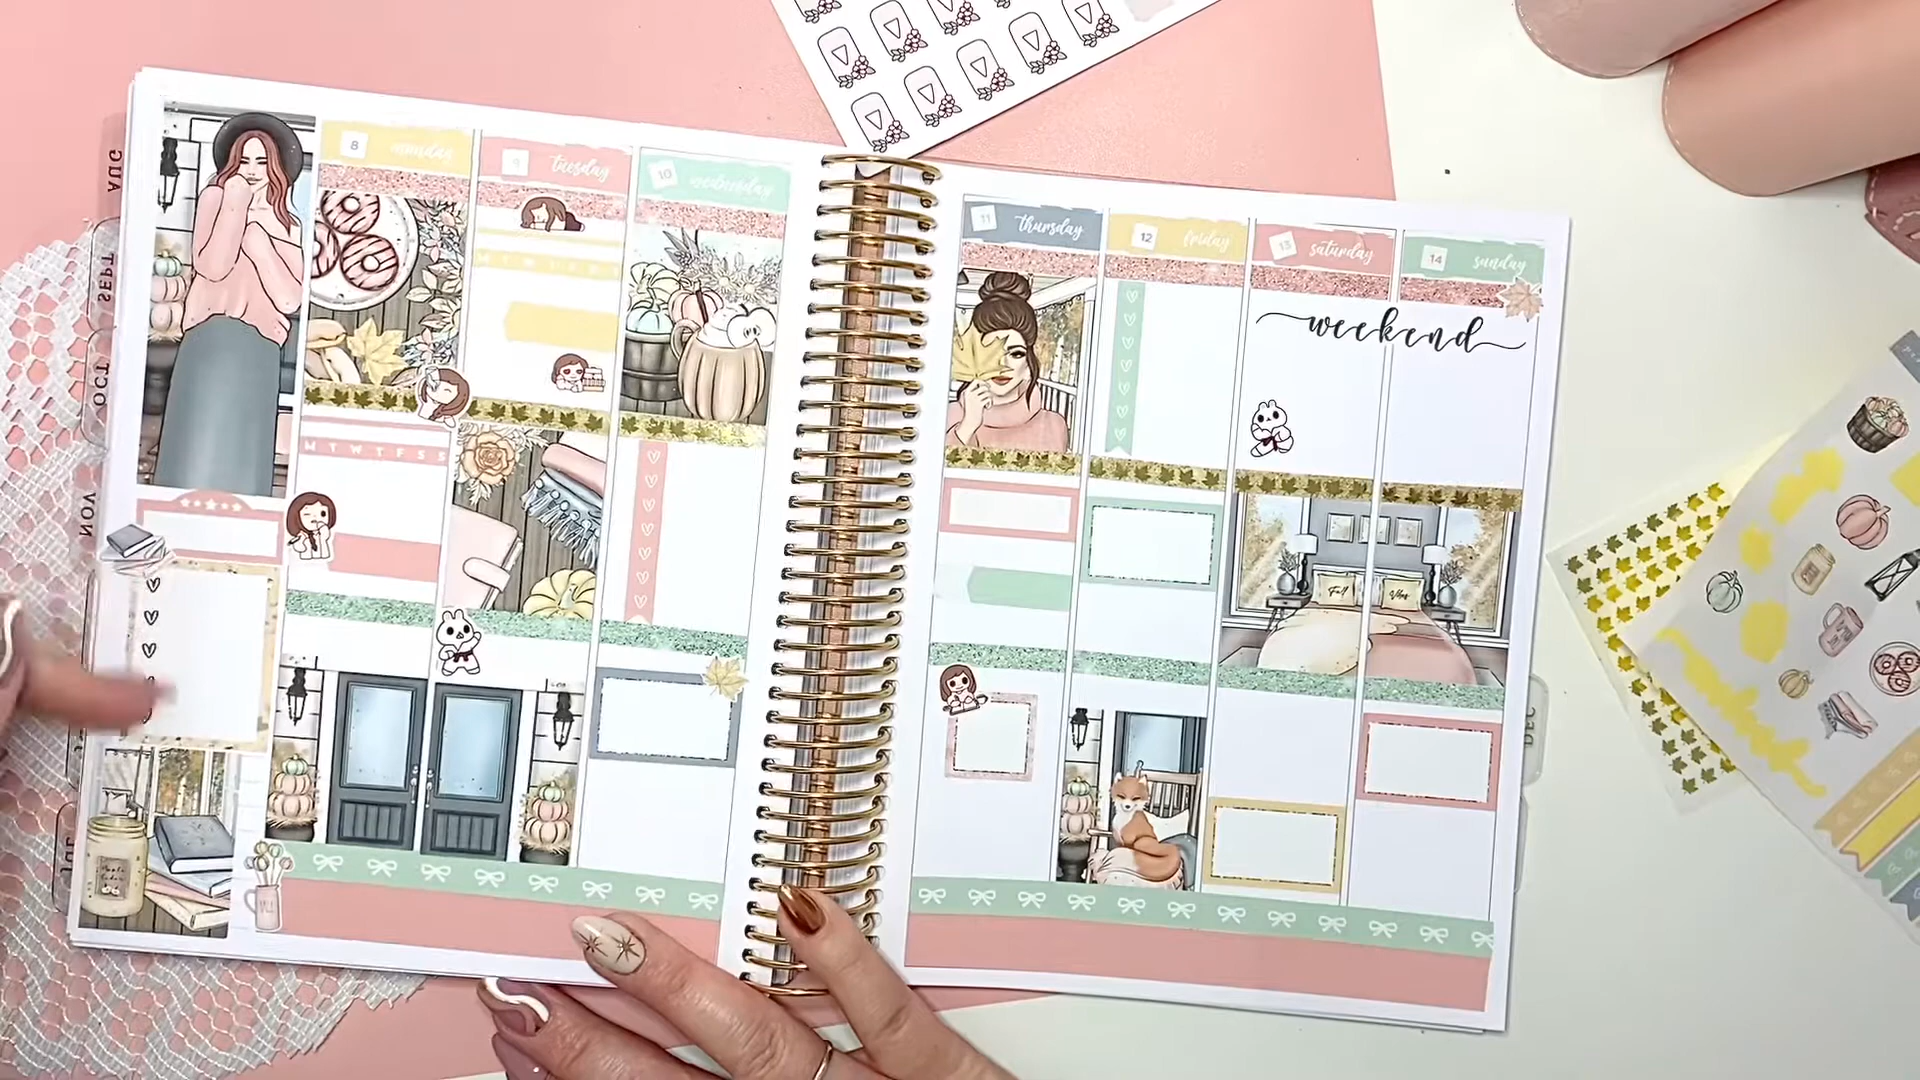 8 monday
9 tuesday
10 wednesday
11 thursday
12 friday
13 saturday
14 sunday
weekend
M T W T F S S
Fall
Vibes
AUG
SEPT
OCT
NOV
DEC